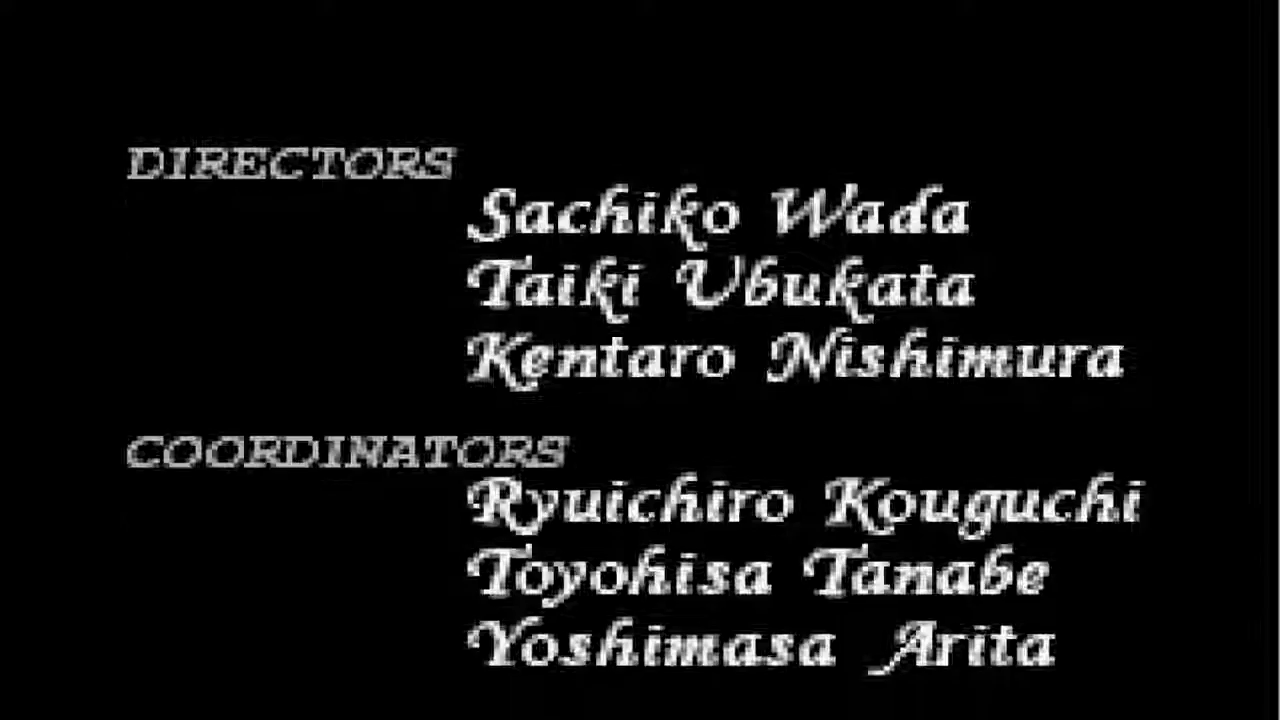 DIRECTORS
Sachiko Wada
Taiki Ubukata
Kentaro Nishimura
COORDINATORS
Ryuichiro Kouguchi
Toyohisa Tanabe
Yoshimasa Arita